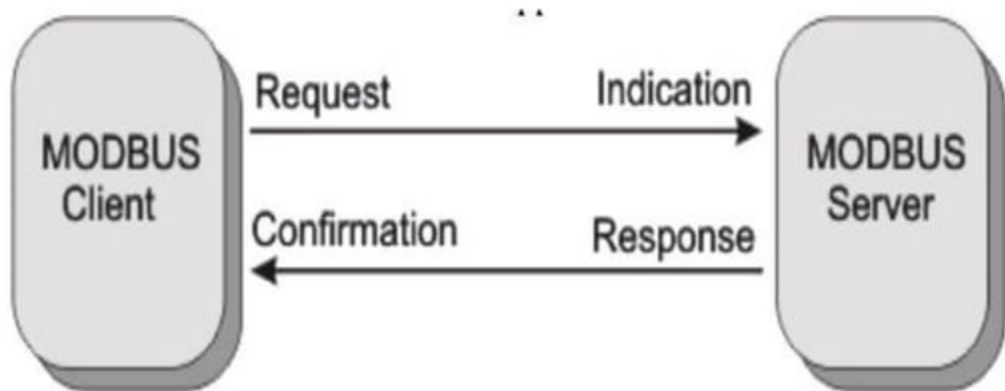 Request
Indication
MODBUS
Client
MODBUS
Server
Confirmation
Response